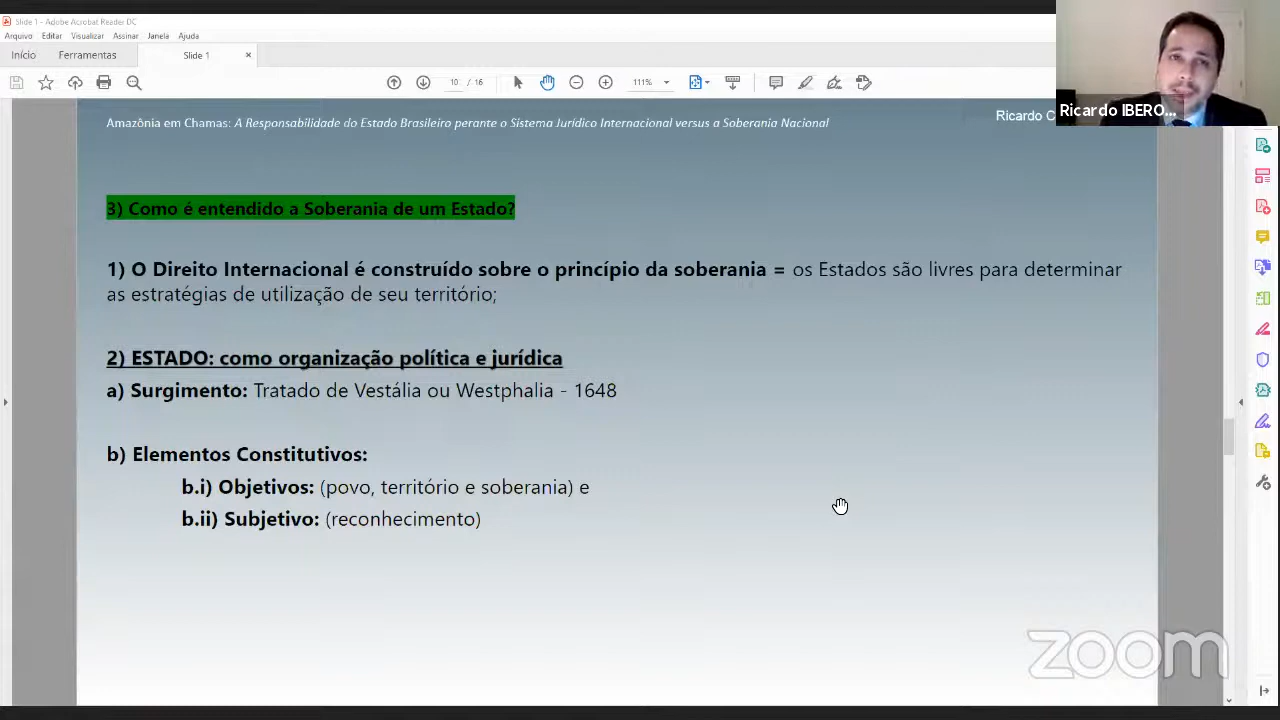 Slide 1 - Adobe Acrobat Reader DC
Arquivo Editar Visualizar Assinar Janela Ajuda
Início Ferramentas Slide 1 ×
10 / 16 111%
Amazônia em Chamas: A Responsabilidade do Estado Brasileiro perante o Sistema Jurídico Internacional versus a Soberania Nacional
Ricardo C
Ricardo IBERO...
3) Como é entendido a Soberania de um Estado?
1) O Direito Internacional é construído sobre o princípio da soberania = os Estados são livres para determinar
as estratégias de utilização de seu território;
2) ESTADO: como organização política e jurídica
a) Surgimento: Tratado de Vestália ou Westphalia - 1648
b) Elementos Constitutivos:
b.i) Objetivos: (povo, território e soberania) e
b.ii) Subjetivo: (reconhecimento)
zoom